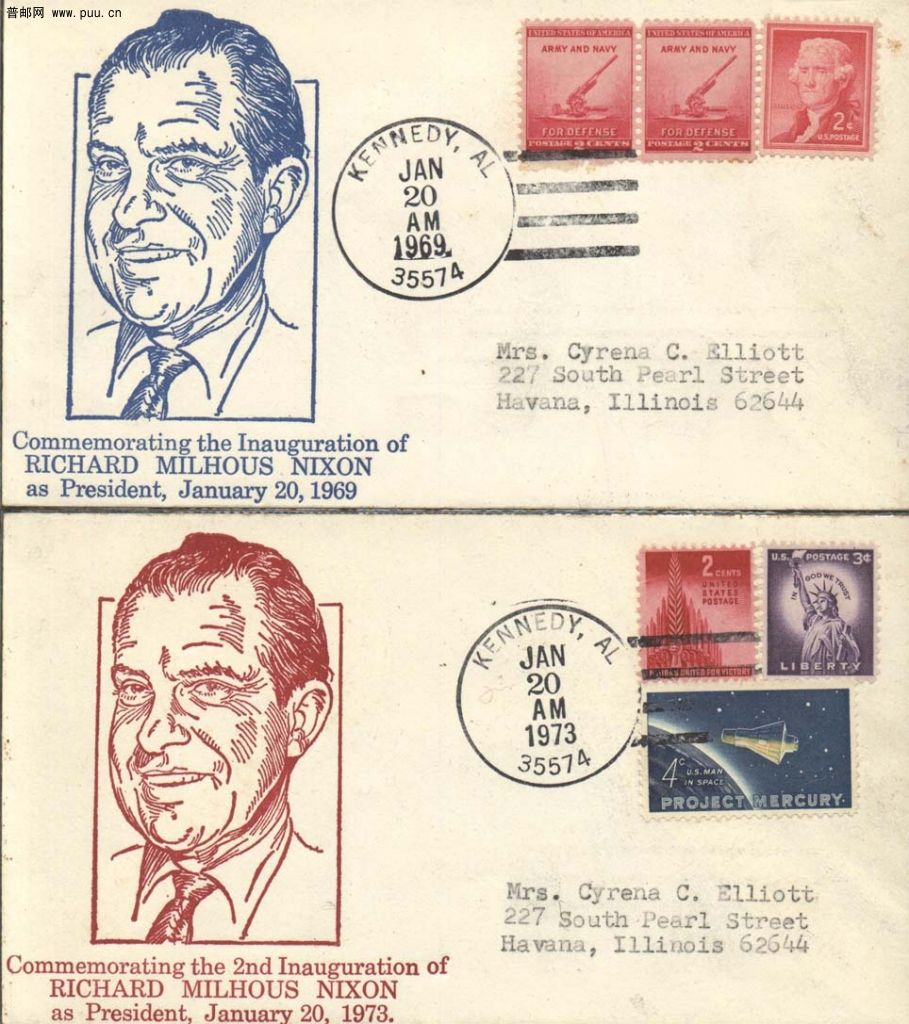 普邮网 www.puu.cn
UNITED STATES OF AMERICA
ARMY AND NAVY
FOR DEFENSE
POSTAGE 2 CENTS
UNITED STATES OF AMERICA
ARMY AND NAVY
FOR DEFENSE
POSTAGE 2 CENTS
2¢
U.S. POSTAGE
KENNEDY, AL
JAN
20
AM
1969
35574
Mrs. Cyrena C. Elliott
227 South Pearl Street
Havana, Illinois 62644
Commemorating the Inauguration of
RICHARD MILHOUS NIXON
as President, January 20, 1969
2 CENTS
UNITED
STATES
POSTAGE
UNITED FOR VICTORY
U.S. POSTAGE 3¢
IN GOD WE TRUST
LIBERTY
KENNEDY, AL
JAN
20
AM
1973
35574
4c
U.S. MAN
IN SPACE
PROJECT MERCURY
Mrs. Cyrena C. Elliott
227 South Pearl Street
Havana, Illinois 62644
Commemorating the 2nd Inauguration of
RICHARD MILHOUS NIXON
as President, January 20, 1973.